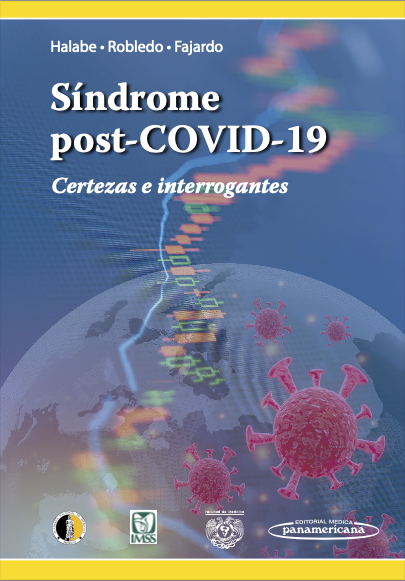 Halabe • Robledo • Fajardo
Síndrome
post-COVID-19
Certezas e interrogantes
IMSS
EDITORIAL MEDICA
panamericana